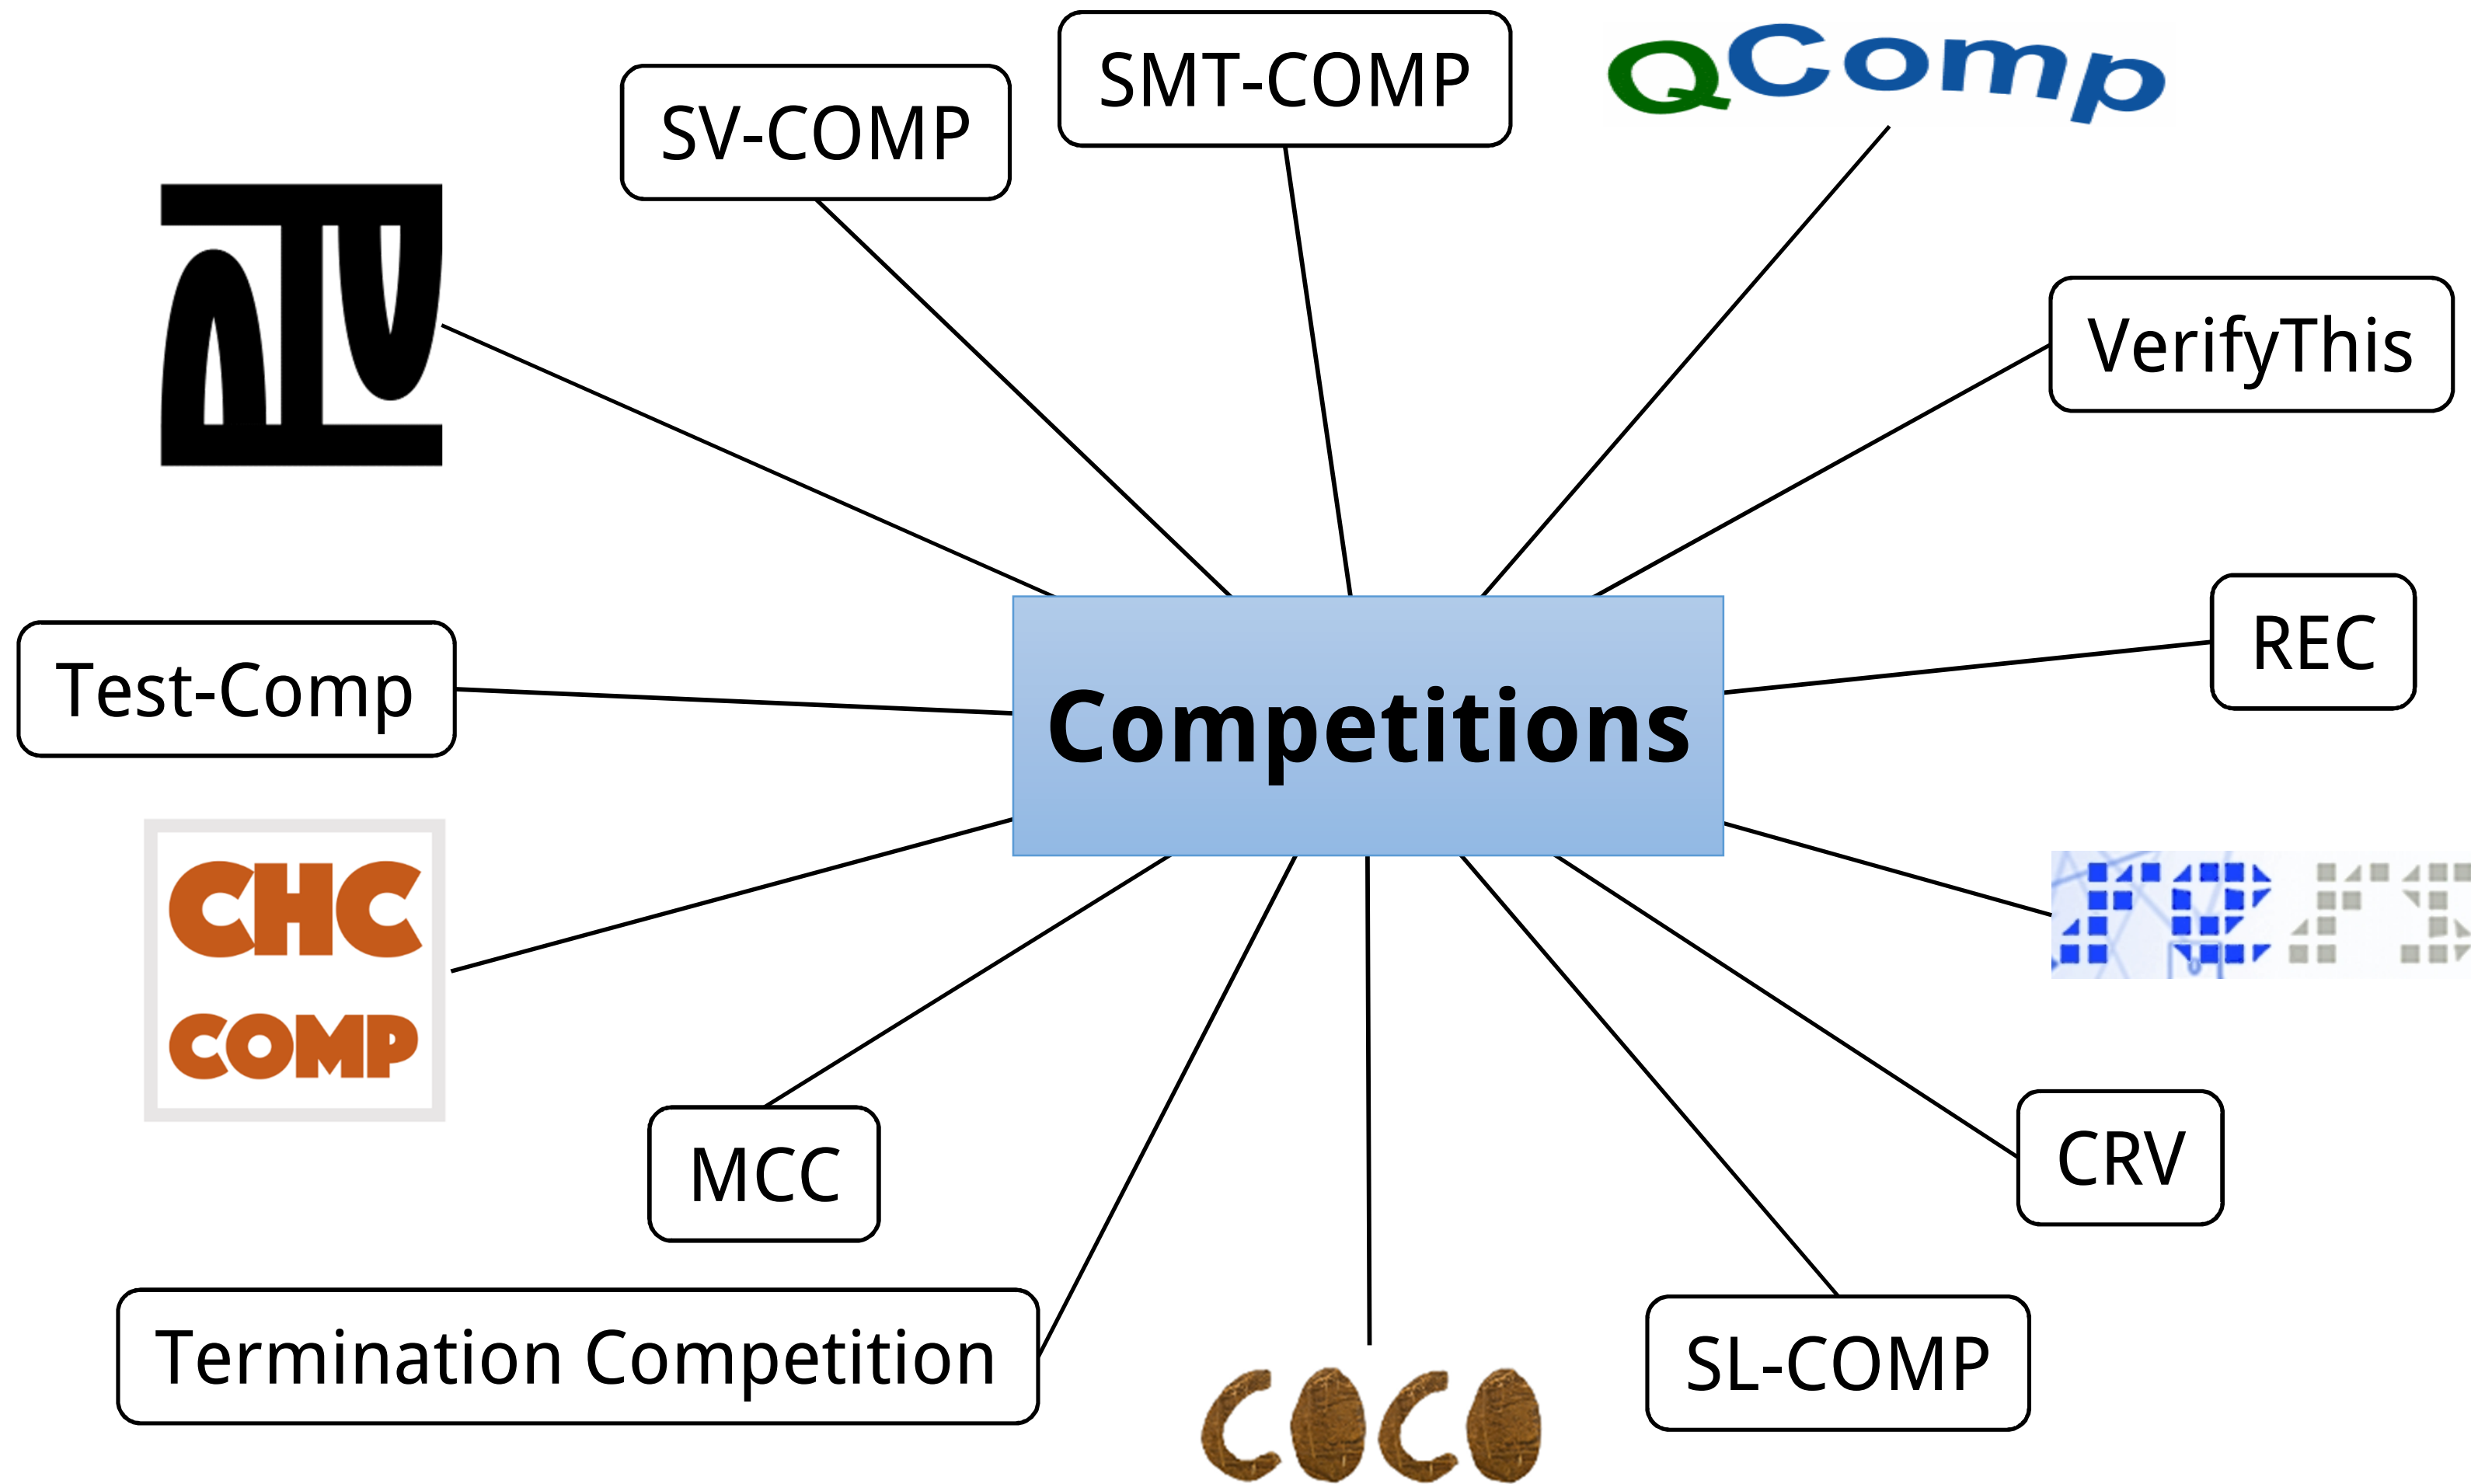 SMT-COMP
QComp
SV-COMP
VerifyThis
REC
Test-Comp
Competitions
CHC
COMP
CRV
MCC
Termination Competition
SL-COMP
COCO